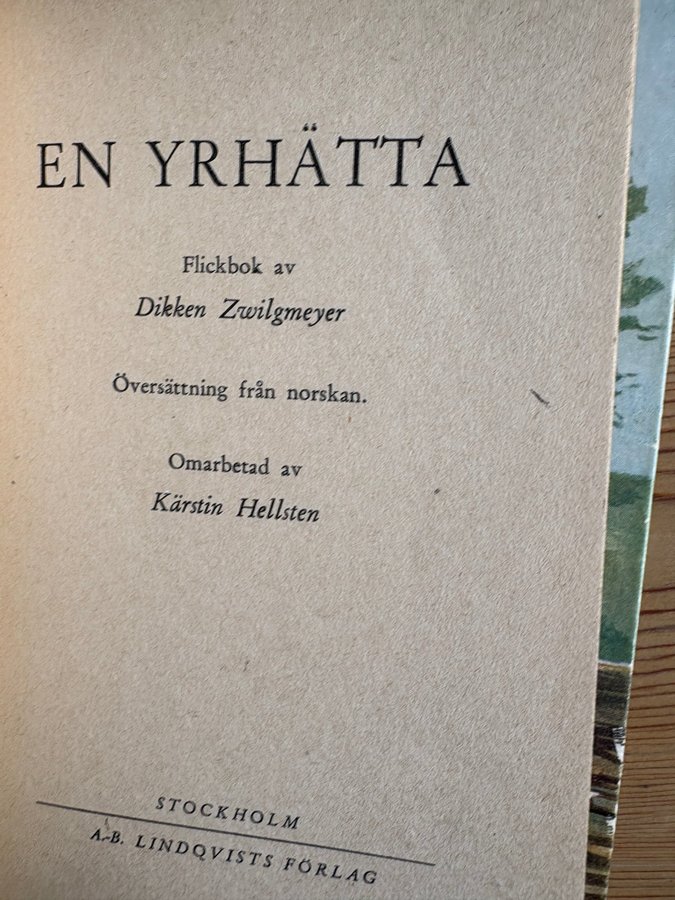 EN YRHÄTTA
Flickbok av
Dikken Zwilgmeyer
Översättning från norskan.
Omarbetad av
Kärstin Hellsten
STOCKHOLM
A.-B. LINDQVISTS FÖRLAG